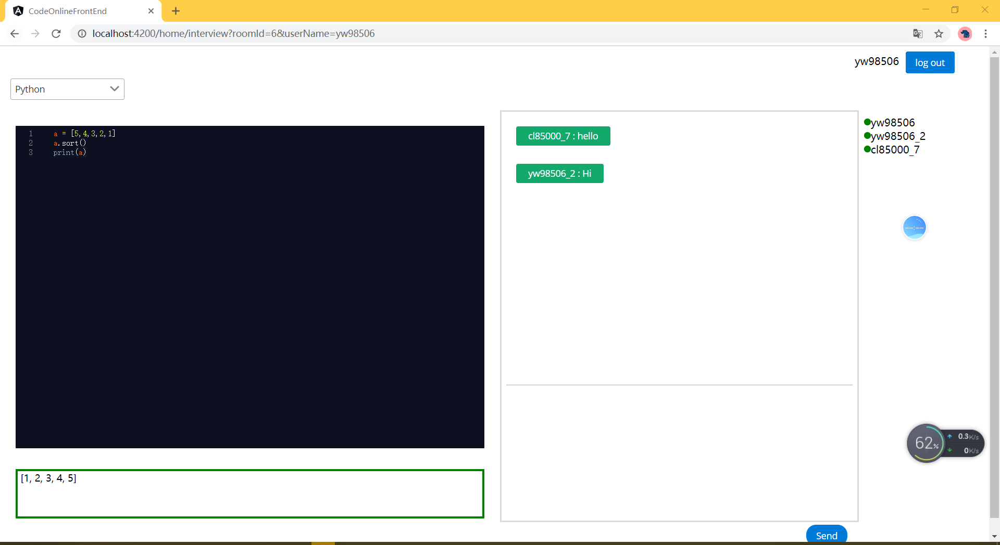 CodeOnlineFrontEnd
localhost:4200/home/interview?roomId=6&userName=yw98506
yw98506 log out
Python
1 a = [5,4,3,2,1]
2 a.sort()
3 print(a)
[1, 2, 3, 4, 5]
cl85000_7 : hello
yw98506_2 : Hi
yw98506
yw98506_2
cl85000_7
--:--
62% 0.3K/s
0K/s
Send